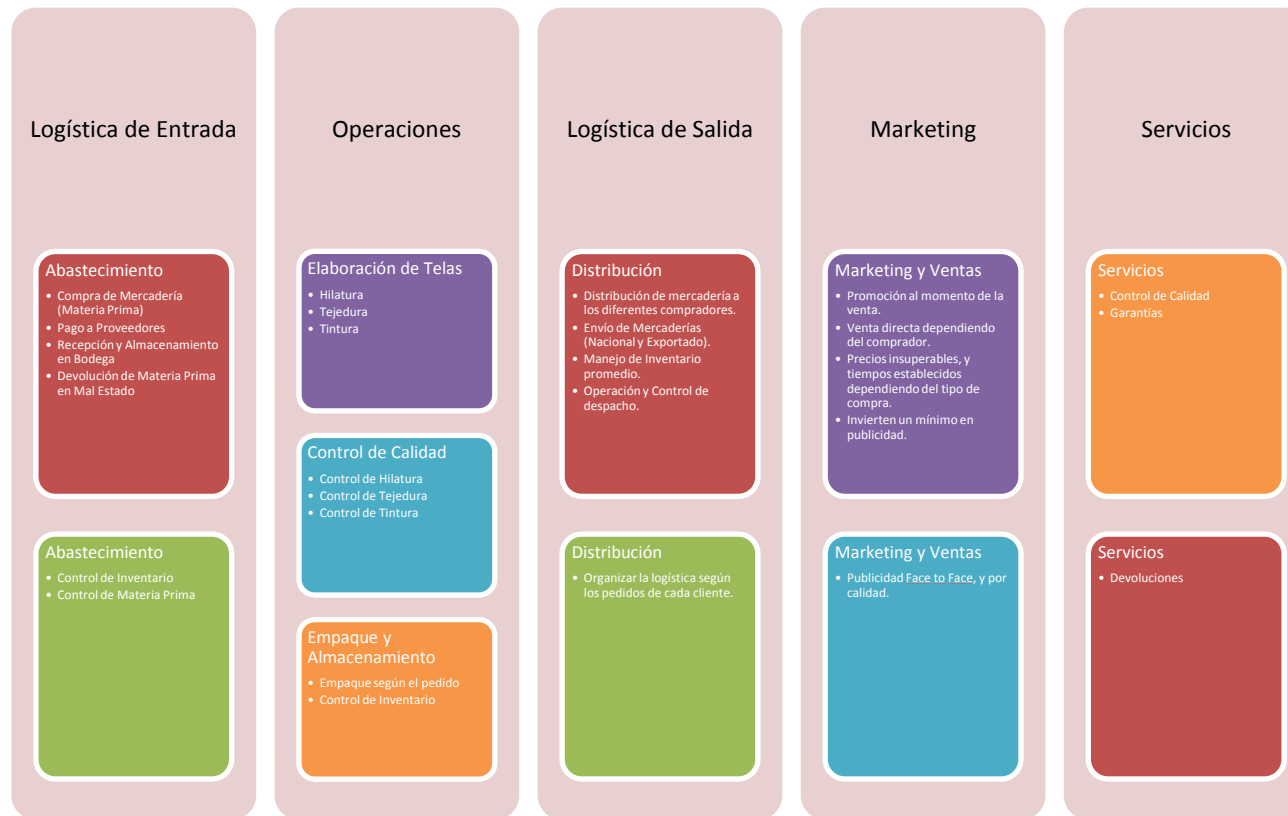 Logística de Entrada
Abastecimiento
• Compra de Mercadería
(Materia Prima)
• Pago a Proveedores
• Recepción y Almacenamiento
en Bodega
• Devolución de Materia Prima
en Mal Estado
Abastecimiento
• Control de Inventario
• Control de Materia Prima
Operaciones
Elaboración de Telas
• Hilatura
• Tejedura
• Tintura
Control de Calidad
• Control de Hilatura
• Control de Tejedura
• Control de Tintura
Empaque y
Almacenamiento
• Empaque según el pedido
• Control de Inventario
Logística de Salida
Distribución
• Distribución de mercadería a
los diferentes compradores.
• Envío de Mercaderías
(Nacional y Exportado).
• Manejo de Inventario
promedio.
• Operación y Control de
despacho.
Distribución
• Organizar la logística según
los pedidos de cada cliente.
Marketing
Marketing y Ventas
• Promoción al momento de la
venta.
• Venta directa dependiendo
del comprador.
• Precios insuperables, y
tiempos establecidos
dependiendo del tipo de
compra.
• Invierten un mínimo en
publicidad.
Marketing y Ventas
• Publicidad Face to Face, y por
calidad.
Servicios
Servicios
• Control de Calidad
• Garantías
Servicios
• Devoluciones